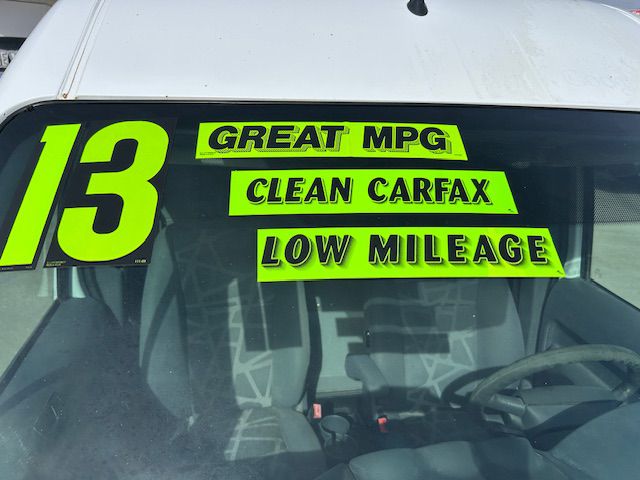 13
GREAT MPG
CLEAN CARFAX
LOW MILEAGE